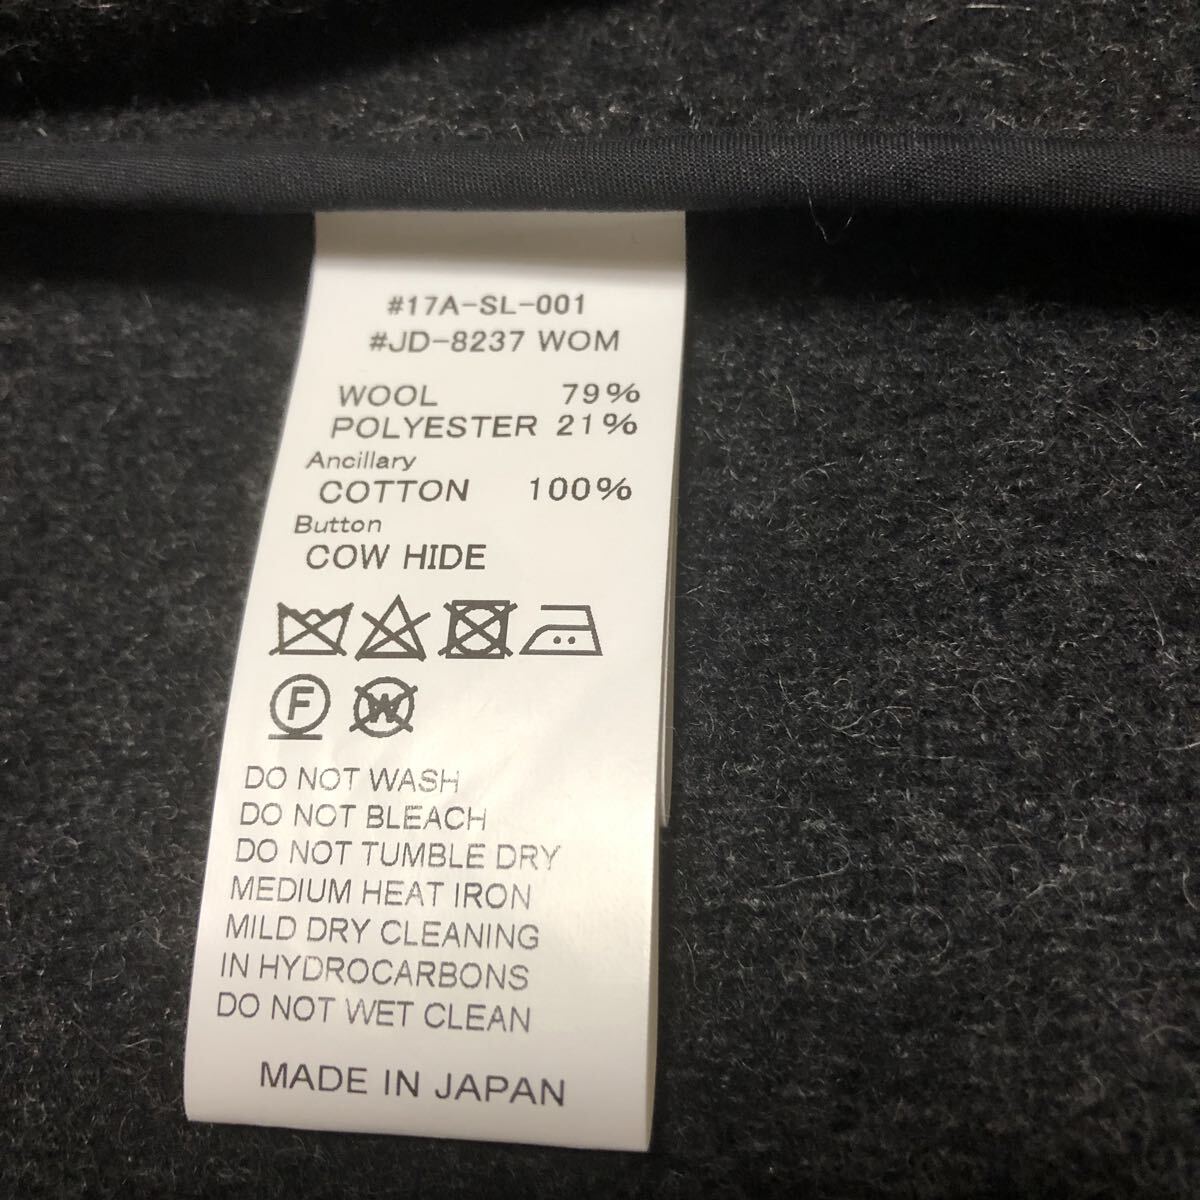 #17A-SL-001
#JD-8237 WOM
WOOL 79%
POLYESTER 21%
Ancillary
COTTON 100%
Button
COW HIDE
F W
DO NOT WASH
DO NOT BLEACH
DO NOT TUMBLE DRY
MEDIUM HEAT IRON
MILD DRY CLEANING
IN HYDROCARBONS
DO NOT WET CLEAN
MADE IN JAPAN